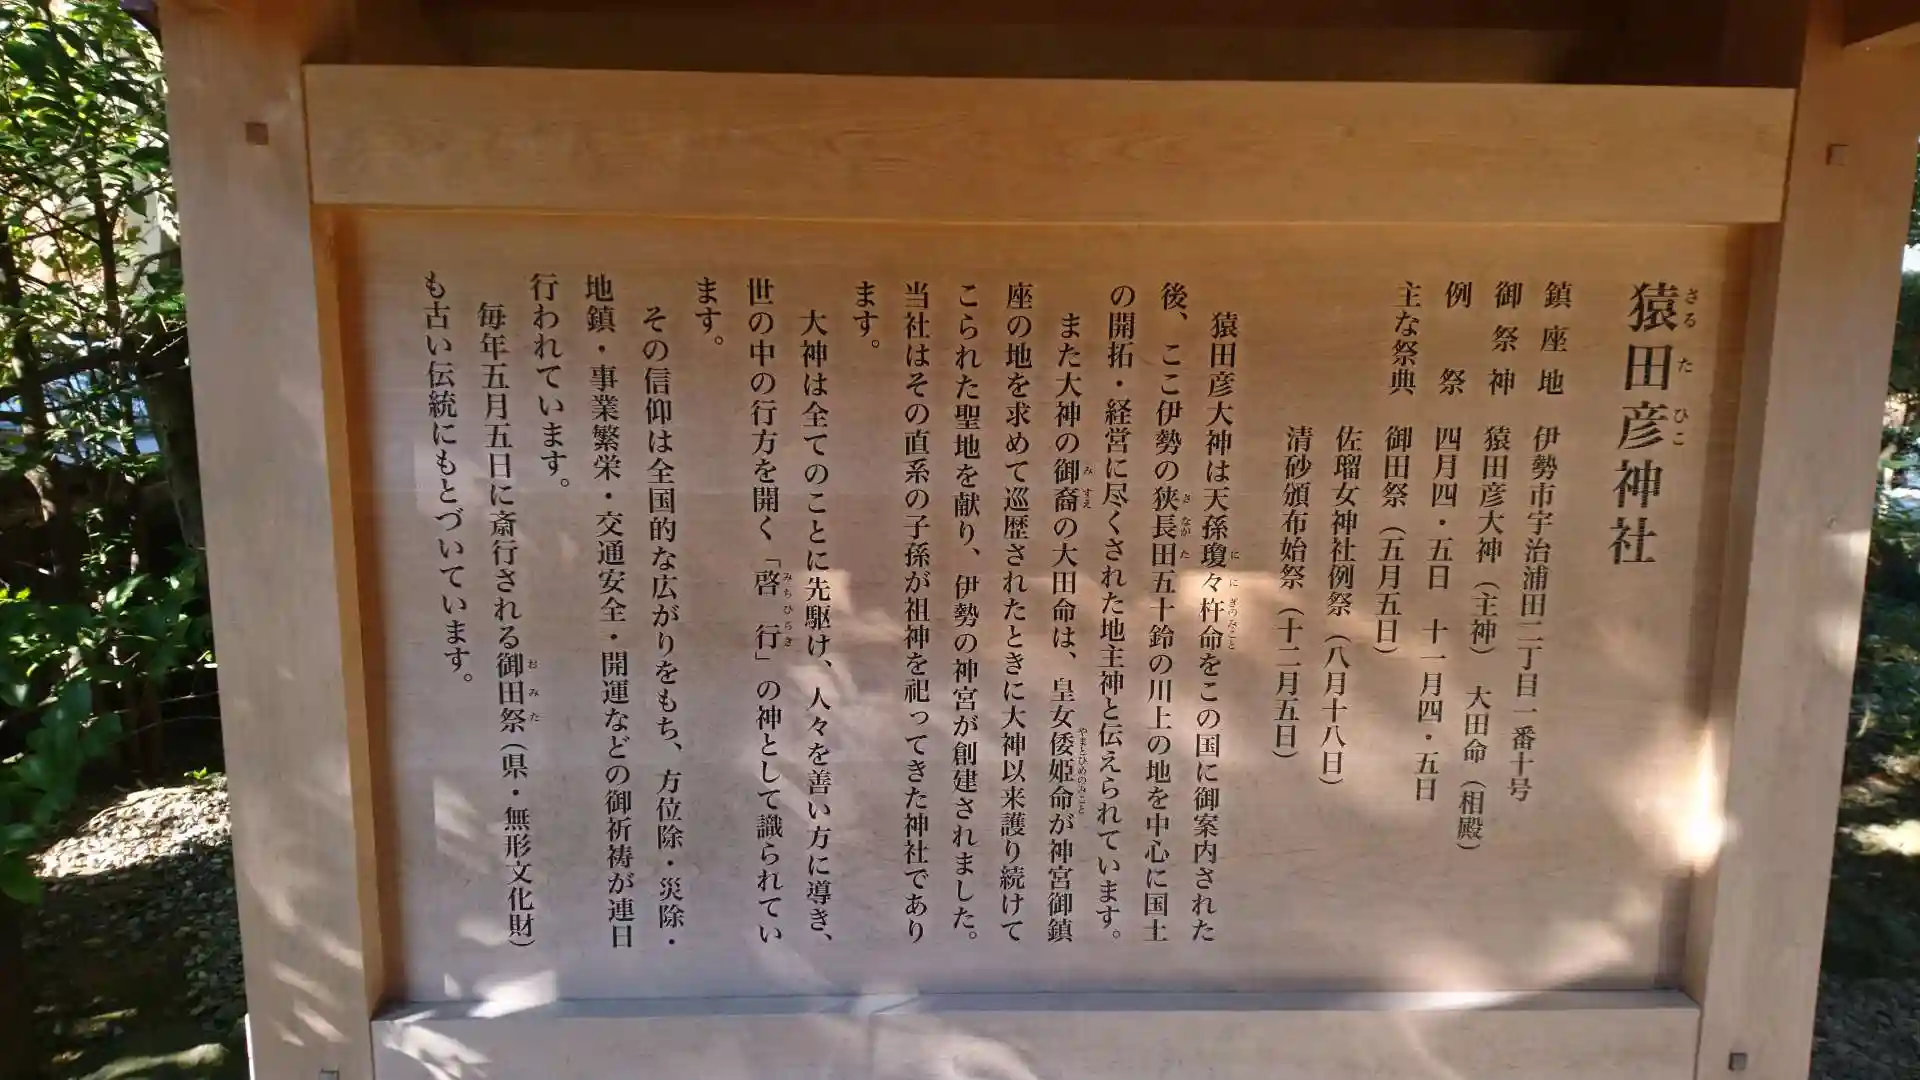 猿田彦神社
鎮座地　伊勢市宇治浦田二丁目一番十号
御祭神　猿田彦大神（主神）　大田命（相殿）
例　祭　四月四・五日　十一月四・五日
主な祭典　御田祭（五月五日）
佐瑠女神社例祭（八月十八日）
清砂頒布始祭（十二月五日）
猿田彦大神は天孫瓊々杵命をこの国に御案内された
後、ここ伊勢の狭長田五十鈴の川上の地を中心に国土
の開拓・経営に尽くされた地主神と伝えられています。
また大神の御裔の大田命は、皇女倭姫命が神宮御鎮
座の地を求めて巡歴されたときに大神以来護り続けて
こられた聖地を献り、伊勢の神宮が創建されました。
当社はその直系の子孫が祖神を祀ってきた神社であり
ます。
大神は全てのことに先駆け、人々を善い方に導き、
世の中の行方を開く「啓行」の神として識られてい
ます。
その信仰は全国的な広がりをもち、方位除・災除・
地鎮・事業繁栄・交通安全・開運などの御祈祷が連日
行われています。
毎年五月五日に斎行される御田祭（県・無形文化財）
も古い伝統にもとづいています。